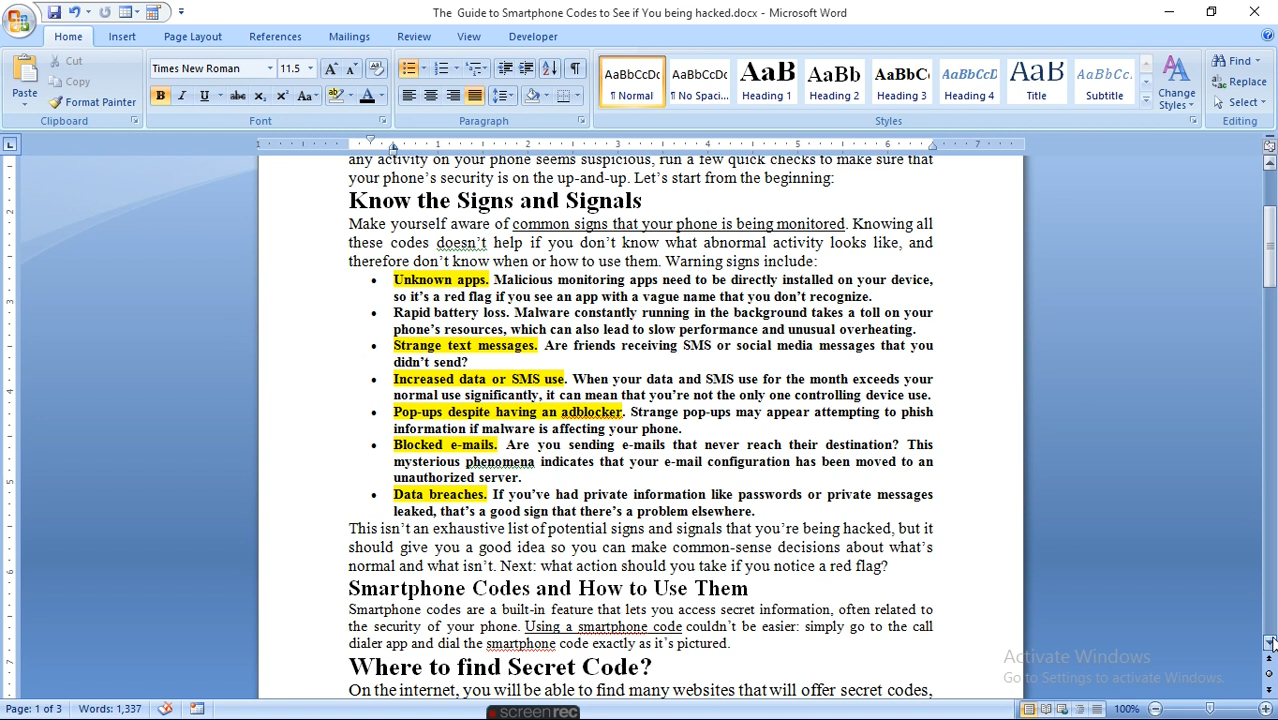 The Guide to Smartphone Codes to See if You being hacked.docx - Microsoft Word
Home Insert Page Layout References Mailings Review View Developer
Cut
Copy
Paste
Format Painter
Clipboard
Times New Roman 11.5
Font
Paragraph
AaBbCcDc AaBbCcDc AaB AaBb AaBbC AaBbCcD AaB AaBbCc.
¶ Normal ¶ No Spaci... Heading 1 Heading 2 Heading 3 Heading 4 Title Subtitle
Change Styles
Styles
Find
Replace
Select
Editing
any activity on your phone seems suspicious, run a few quick checks to make sure that
your phone’s security is on the up-and-up. Let’s start from the beginning:
Know the Signs and Signals
Make yourself aware of common signs that your phone is being monitored. Knowing all
these codes doesn’t help if you don’t know what abnormal activity looks like, and
therefore don’t know when or how to use them. Warning signs include:
• Unknown apps. Malicious monitoring apps need to be directly installed on your device,
so it’s a red flag if you see an app with a vague name that you don’t recognize.
• Rapid battery loss. Malware constantly running in the background takes a toll on your
phone’s resources, which can also lead to slow performance and unusual overheating.
• Strange text messages. Are friends receiving SMS or social media messages that you
didn’t send?
• Increased data or SMS use. When your data and SMS use for the month exceeds your
normal use significantly, it can mean that you’re not the only one controlling device use.
• Pop-ups despite having an adblocker. Strange pop-ups may appear attempting to phish
information if malware is affecting your phone.
• Blocked e-mails. Are you sending e-mails that never reach their destination? This
mysterious phenomena indicates that your e-mail configuration has been moved to an
unauthorized server.
• Data breaches. If you’ve had private information like passwords or private messages
leaked, that’s a good sign that there’s a problem elsewhere.
This isn’t an exhaustive list of potential signs and signals that you’re being hacked, but it
should give you a good idea so you can make common-sense decisions about what’s
normal and what isn’t. Next: what action should you take if you notice a red flag?
Smartphone Codes and How to Use Them
Smartphone codes are a built-in feature that lets you access secret information, often related to
the security of your phone. Using a smartphone code couldn’t be easier: simply go to the call
dialer app and dial the smartphone code exactly as it’s pictured.
Where to find Secret Code?
On the internet, you will be able to find many websites that will offer secret codes,
Activate Windows
Go to Settings to activate Windows.
Page: 1 of 3 Words: 1,337 100%
screenrec